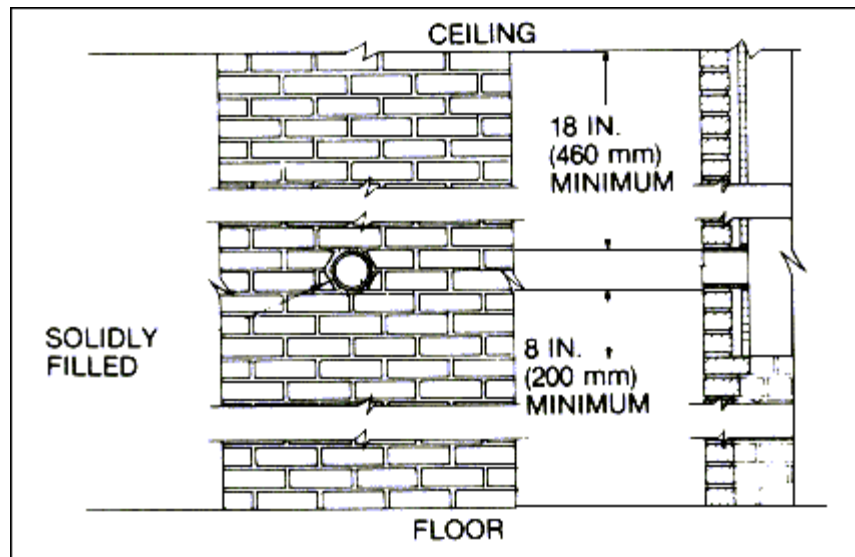 CEILING
18 IN.
(460 mm)
MINIMUM
SOLIDLY
FILLED
8 IN.
(200 mm)
MINIMUM
FLOOR